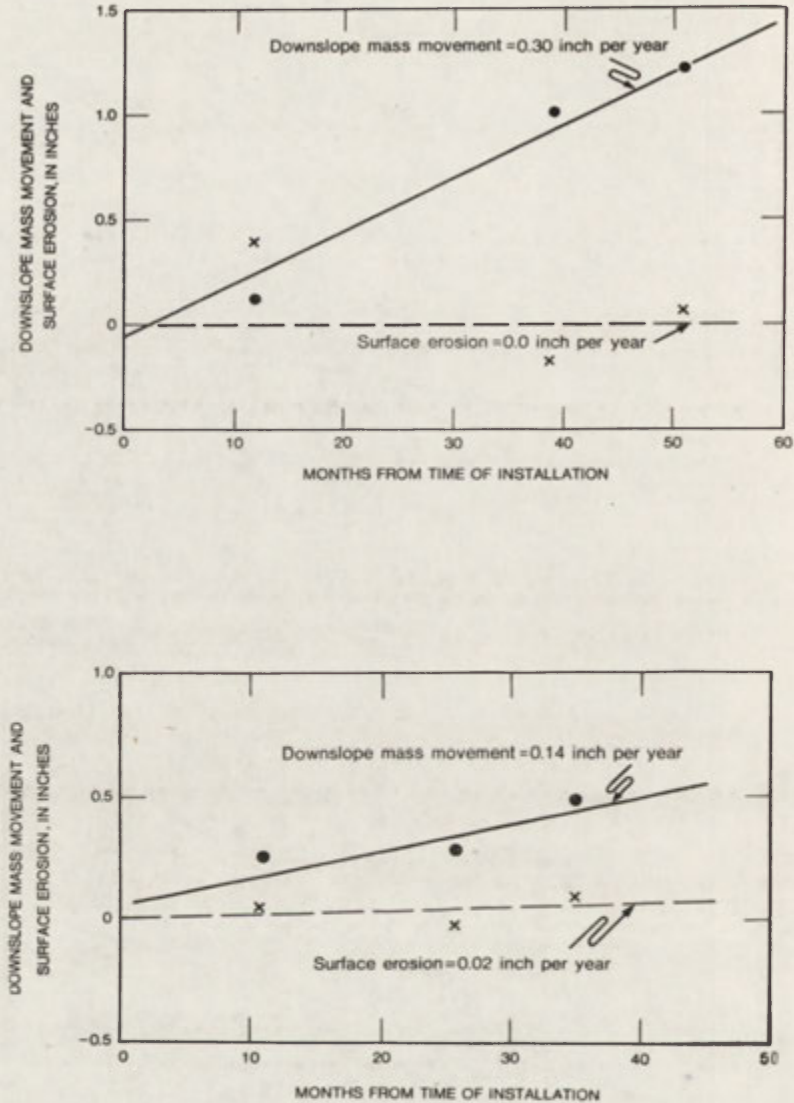 DOWNSLOPE MASS MOVEMENT AND
SURFACE EROSION, IN INCHES
1.5
1.0
0.5
0
-0.5
Downslope mass movement =0.30 inch per year
Surface erosion =0.0 inch per year
0 10 20 30 40 50 60
MONTHS FROM TIME OF INSTALLATION
DOWNSLOPE MASS MOVEMENT AND
SURFACE EROSION, IN INCHES
1.0
0.5
0
-0.5
Downslope mass movement =0.14 inch per year
Surface erosion =0.02 inch per year
0 10 20 30 40 50
MONTHS FROM TIME OF INSTALLATION